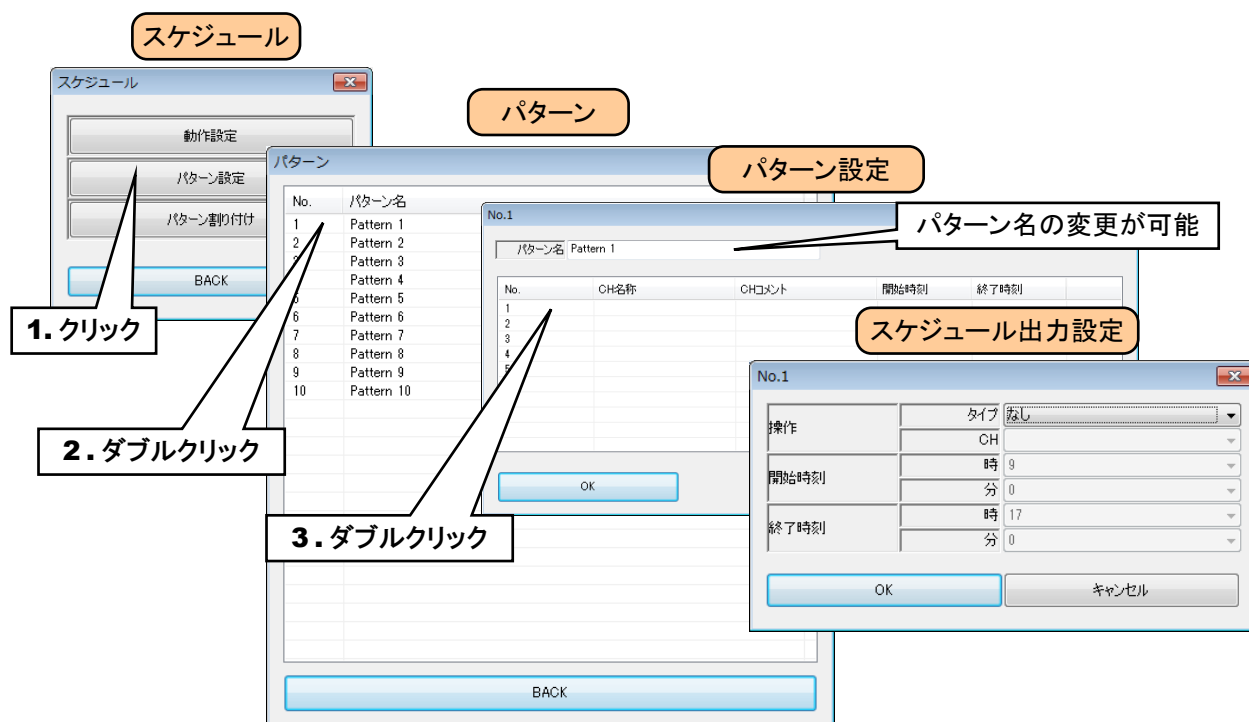 スケジュール
スケジュール
動作設定
パターン設定
パターン割り付け
BACK
1. クリック
パターン
パターン
No. パターン名
1 Pattern 1
2 Pattern 2
Pattern 3
Pattern 4
5 Pattern 5
6 Pattern 6
7 Pattern 7
8 Pattern 8
9 Pattern 9
10 Pattern 10
2. ダブルクリック
BACK
パターン設定
No.1
パターン名 Pattern 1
パターン名の変更が可能
No. CH名称 CHコメント 開始時刻 終了時刻
1
2
3
4
5
OK
3. ダブルクリック
スケジュール出力設定
No.1
操作 タイプ なし
CH
開始時刻 時 9
分 0
終了時刻 時 17
分 0
OK キャンセル